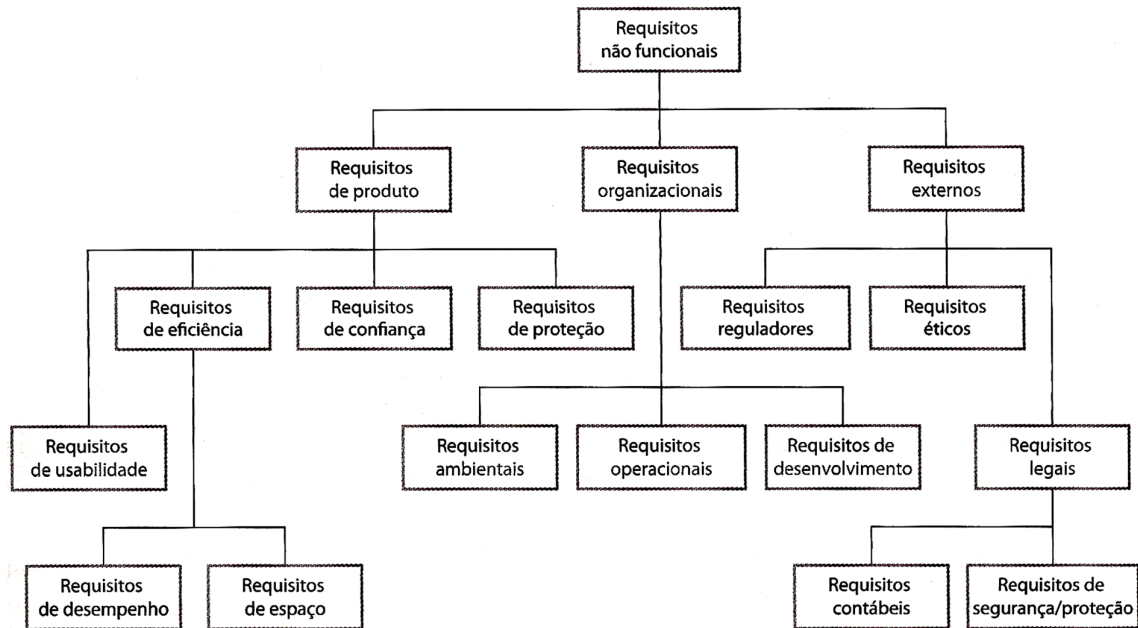 Requisitos
não funcionais
Requisitos
de produto
Requisitos
organizacionais
Requisitos
externos
Requisitos
de eficiência
Requisitos
de confiança
Requisitos
de proteção
Requisitos
reguladores
Requisitos
éticos
Requisitos
de usabilidade
Requisitos
ambientais
Requisitos
operacionais
Requisitos de
desenvolvimento
Requisitos
legais
Requisitos
de desempenho
Requisitos
de espaço
Requisitos
contábeis
Requisitos de
segurança/proteção